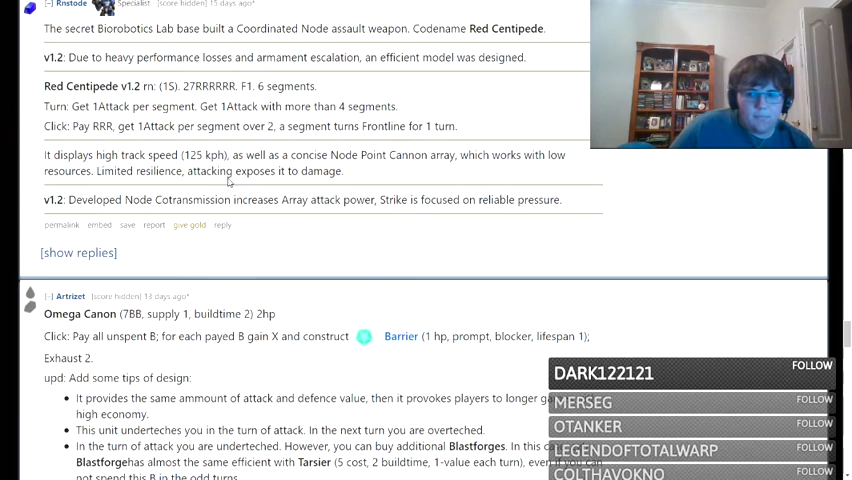 [-] Rnstode Specialist [score hidden] 15 days ago*
The secret Biorobotics Lab base built a Coordinated Node assault weapon. Codename Red Centipede.
v1.2: Due to heavy performance losses and armament escalation, an efficient model was designed.
Red Centipede v1.2 rn: (1S). 27RRRRRR. F1. 6 segments.
Turn: Get 1Attack per segment. Get 1Attack with more than 4 segments.
Click: Pay RRR, get 1Attack per segment over 2, a segment turns Frontline for 1 turn.
It displays high track speed (125 kph), as well as a concise Node Point Cannon array, which works with low
resources. Limited resilience, attacking exposes it to damage.
v1.2: Developed Node Cotransmission increases Array attack power, Strike is focused on reliable pressure.
permalink embed save report give gold reply
[show replies]
[-] Artrizet [score hidden] 13 days ago*
Omega Canon (7BB, supply 1, buildtime 2) 2hp
Click: Pay all unspent B; for each payed B gain X and construct Barrier (1 hp, prompt, blocker, lifespan 1);
Exhaust 2.
upd: Add some tips of design:
It provides the same ammount of attack and defence value, then it provokes players to longer
high economy.
This unit underteches you in the turn of attack. In the next turn you are overteched.
In the turn of attack you are underteched. However, you can buy additional Blastforges. In this
Blastforgehas almost the same efficient with Tarsier (5 cost, 2 buildtime, 1-value each turn), even if you can
not spend this B in the odd turns.
DARK122121 FOLLOW
MERSEG FOLLOW
OTANKER FOLLOW
LEGENDOFTOTALWARP FOLLOW
COLTHAVOKNO FOLLOW